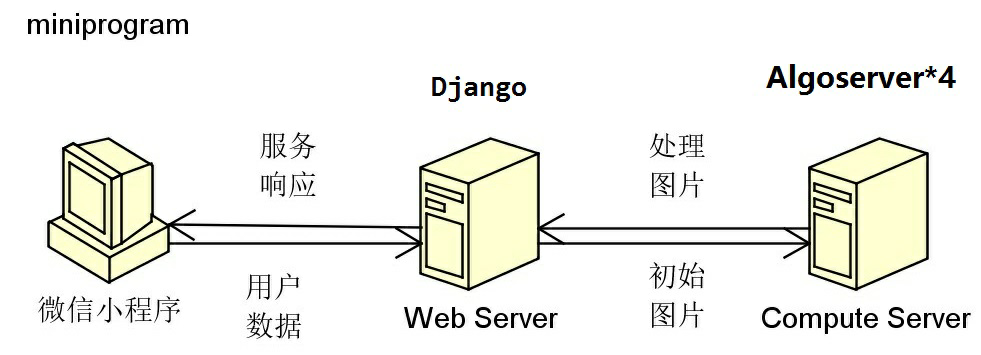 miniprogram
Django
Algoserver*4
服务
响应
处理
图片
用户
数据
初始
图片
微信小程序
Web Server
Compute Server